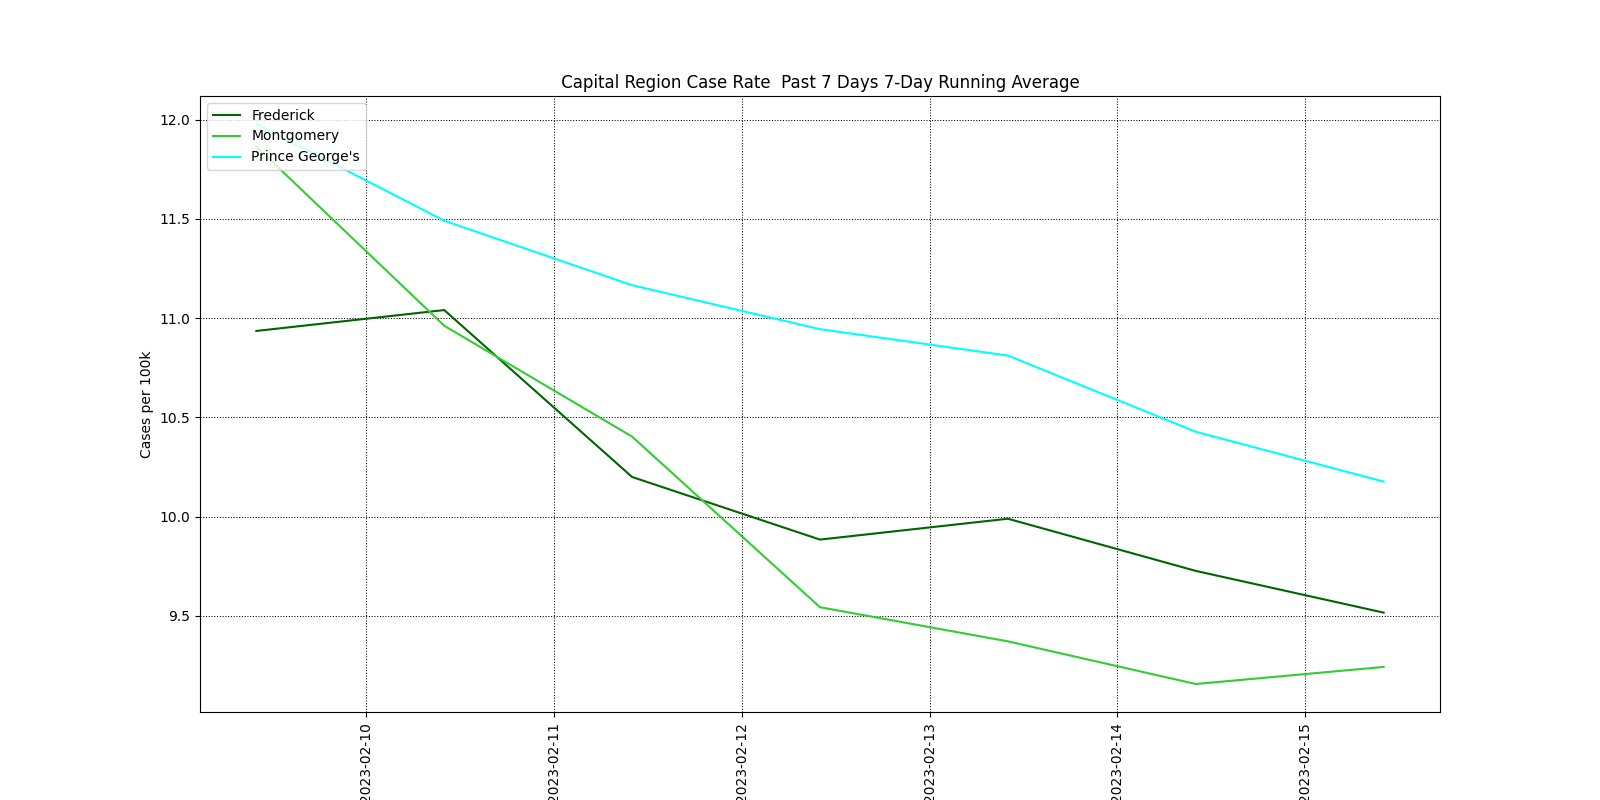 Capital Region Case Rate  Past 7 Days 7-Day Running Average
Frederick
Montgomery
Prince George's
Cases per 100k
12.0
11.5
11.0
10.5
10.0
9.5
2023-02-10
2023-02-11
2023-02-12
2023-02-13
2023-02-14
2023-02-15